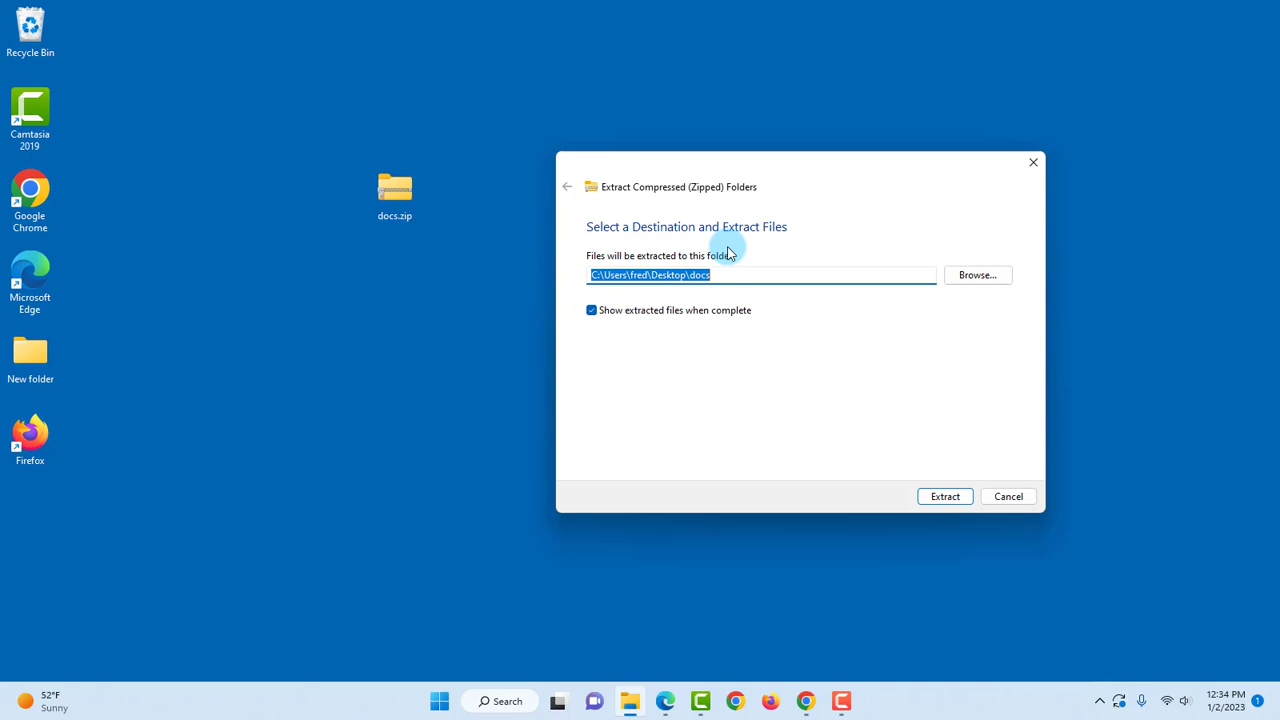 Recycle Bin
Camtasia
2019
Google
Chrome
Microsoft
Edge
New folder
Firefox
docs.zip
Extract Compressed (Zipped) Folders
Select a Destination and Extract Files
Files will be extracted to this folder:
C:\Users\fred\Desktop\docs
Browse...
Show extracted files when complete
Extract
Cancel
52°F
Sunny
Search
12:34 PM
1/2/2023
1